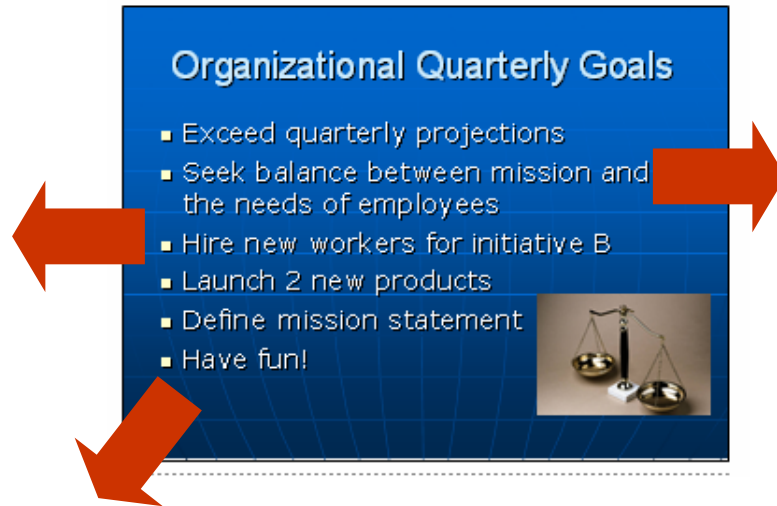 Organizational Quarterly Goals
Exceed quarterly projections
Seek balance between mission and
the needs of employees
Hire new workers for initiative B
Launch 2 new products
Define mission statement
Have fun!